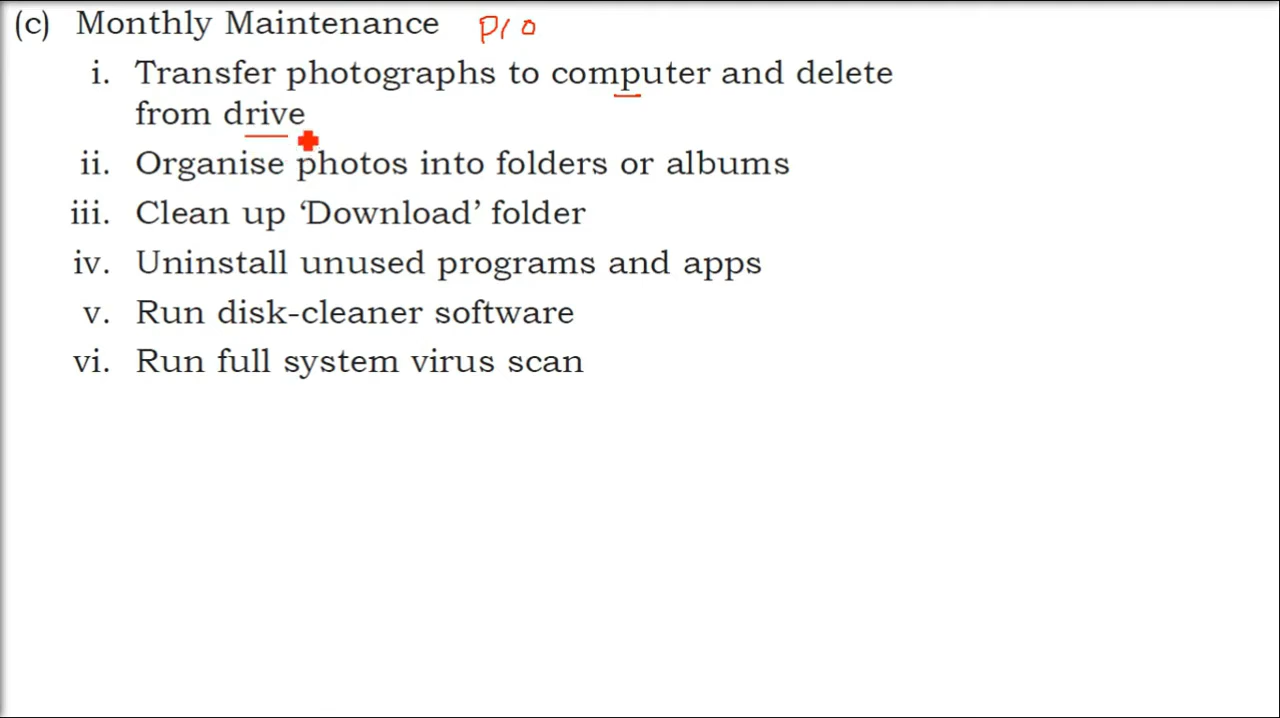 (c) Monthly Maintenance P/o
i. Transfer photographs to computer and delete
from drive
ii. Organise photos into folders or albums
iii. Clean up ‘Download’ folder
iv. Uninstall unused programs and apps
v. Run disk-cleaner software
vi. Run full system virus scan